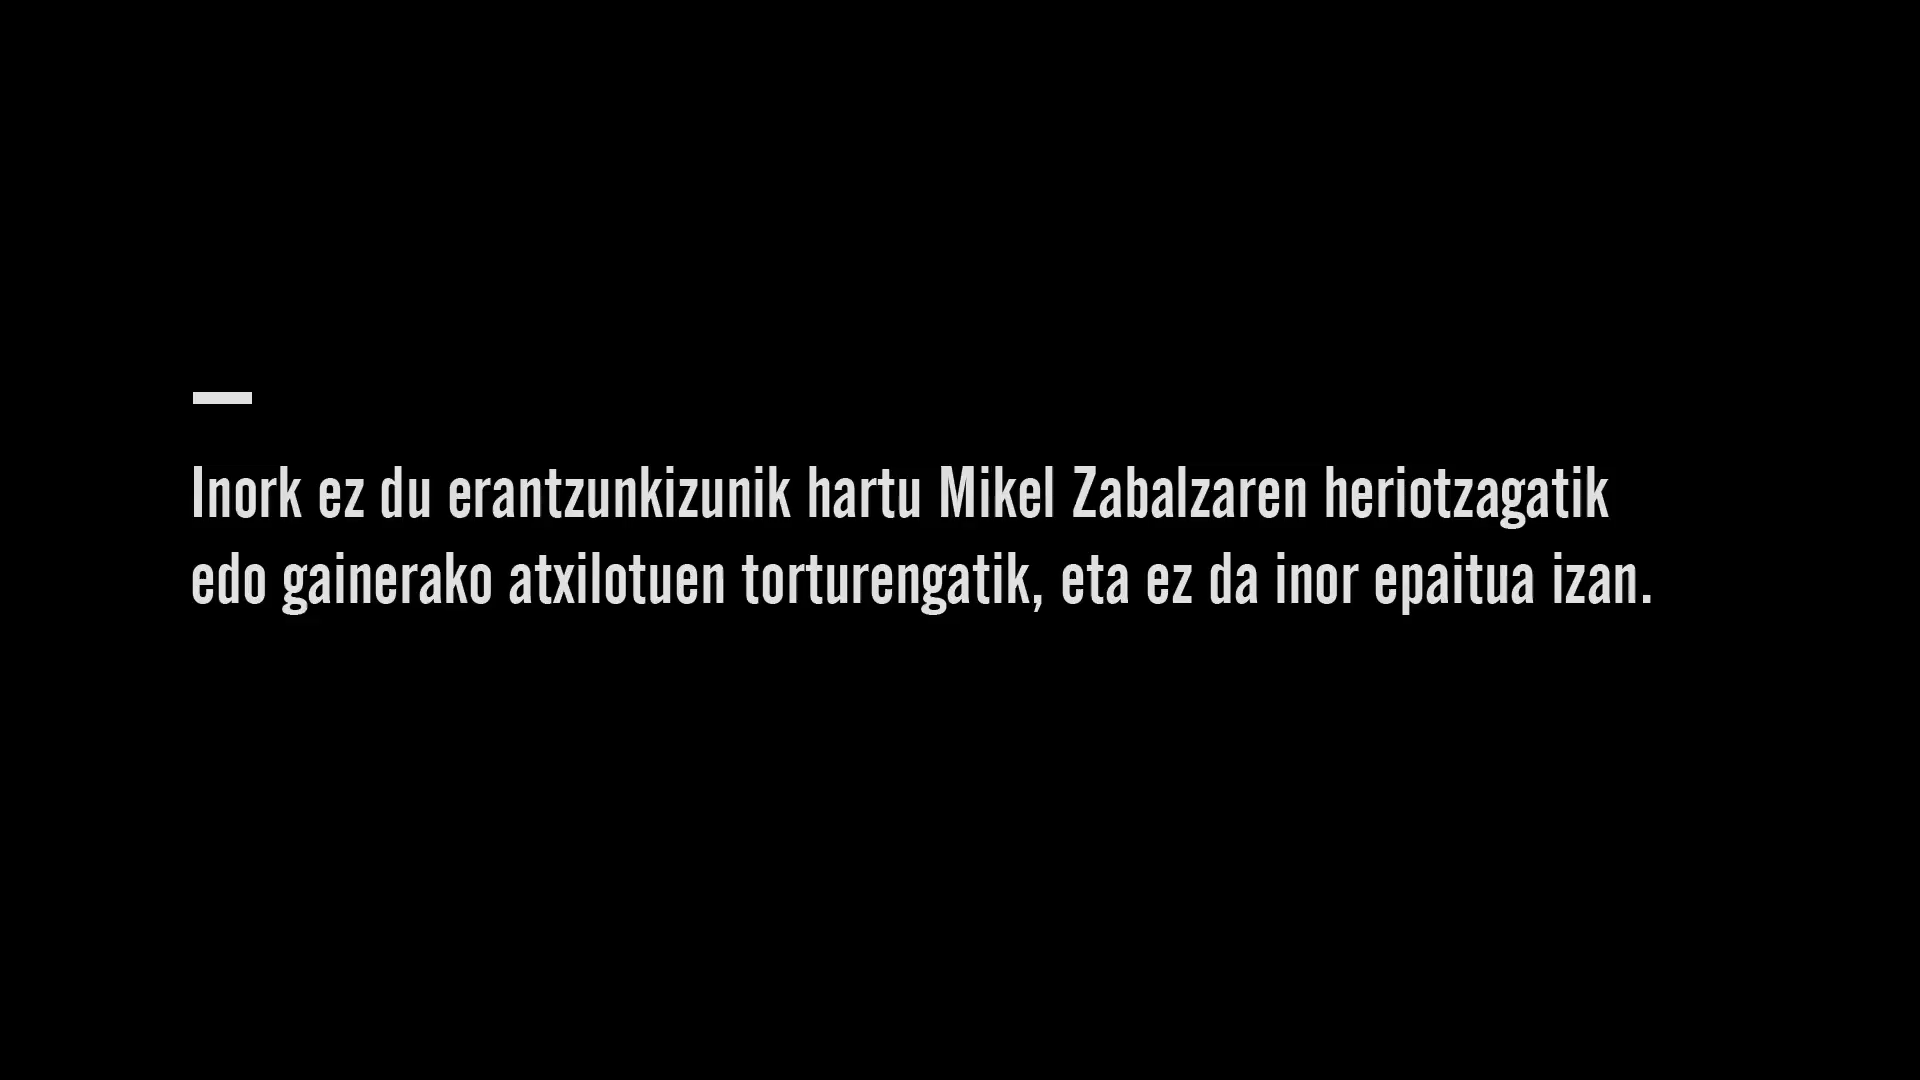 Inork ez du erantzunkizunik hartu Mikel Zabalzaren heriotzagatik
edo gainerako atxilotuen torturengatik, eta ez da inor epaitua izan.